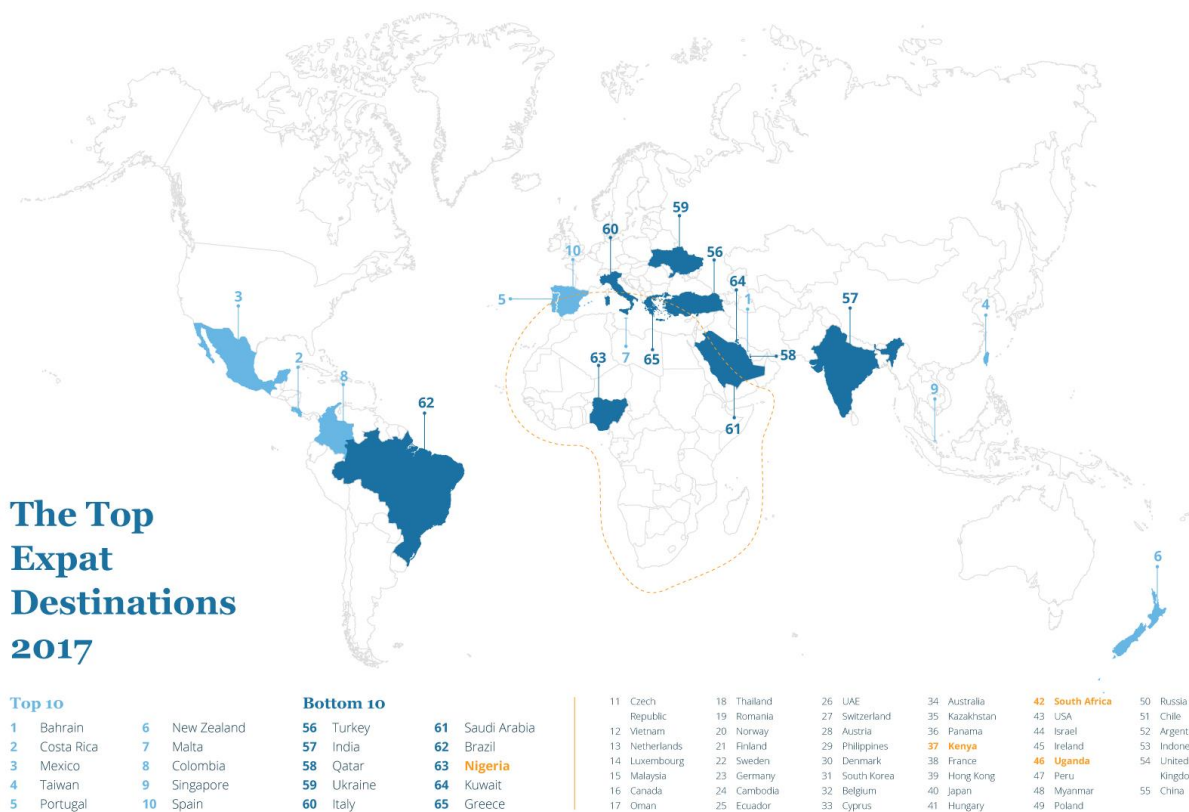 59
60
10
56
64
1
5
3
57
4
2
7
65
58
8
63
9
62
61
6
The Top
Expat
Destinations
2017
Top 10
1 Bahrain
2 Costa Rica
3 Mexico
4 Taiwan
5 Portugal
6 New Zealand
7 Malta
8 Colombia
9 Singapore
10 Spain
Bottom 10
56 Turkey
57 India
58 Qatar
59 Ukraine
60 Italy
61 Saudi Arabia
62 Brazil
63 Nigeria
64 Kuwait
65 Greece
11 Czech
Republic
12 Vietnam
13 Netherlands
14 Luxembourg
15 Malaysia
16 Canada
17 Oman
18 Thailand
19 Romania
20 Norway
21 Finland
22 Sweden
23 Germany
24 Cambodia
25 Ecuador
26 UAE
27 Switzerland
28 Austria
29 Philippines
30 Denmark
31 South Korea
32 Belgium
33 Cyprus
34 Australia
35 Kazakhstan
36 Panama
37 Kenya
38 France
39 Hong Kong
40 Japan
41 Hungary
42 South Africa
43 USA
44 Israel
45 Ireland
46 Uganda
47 Peru
48 Myanmar
49 Poland
50 Russia
51 Chile
52 Argent
53 Indone
54 United
Kingdo
55 China